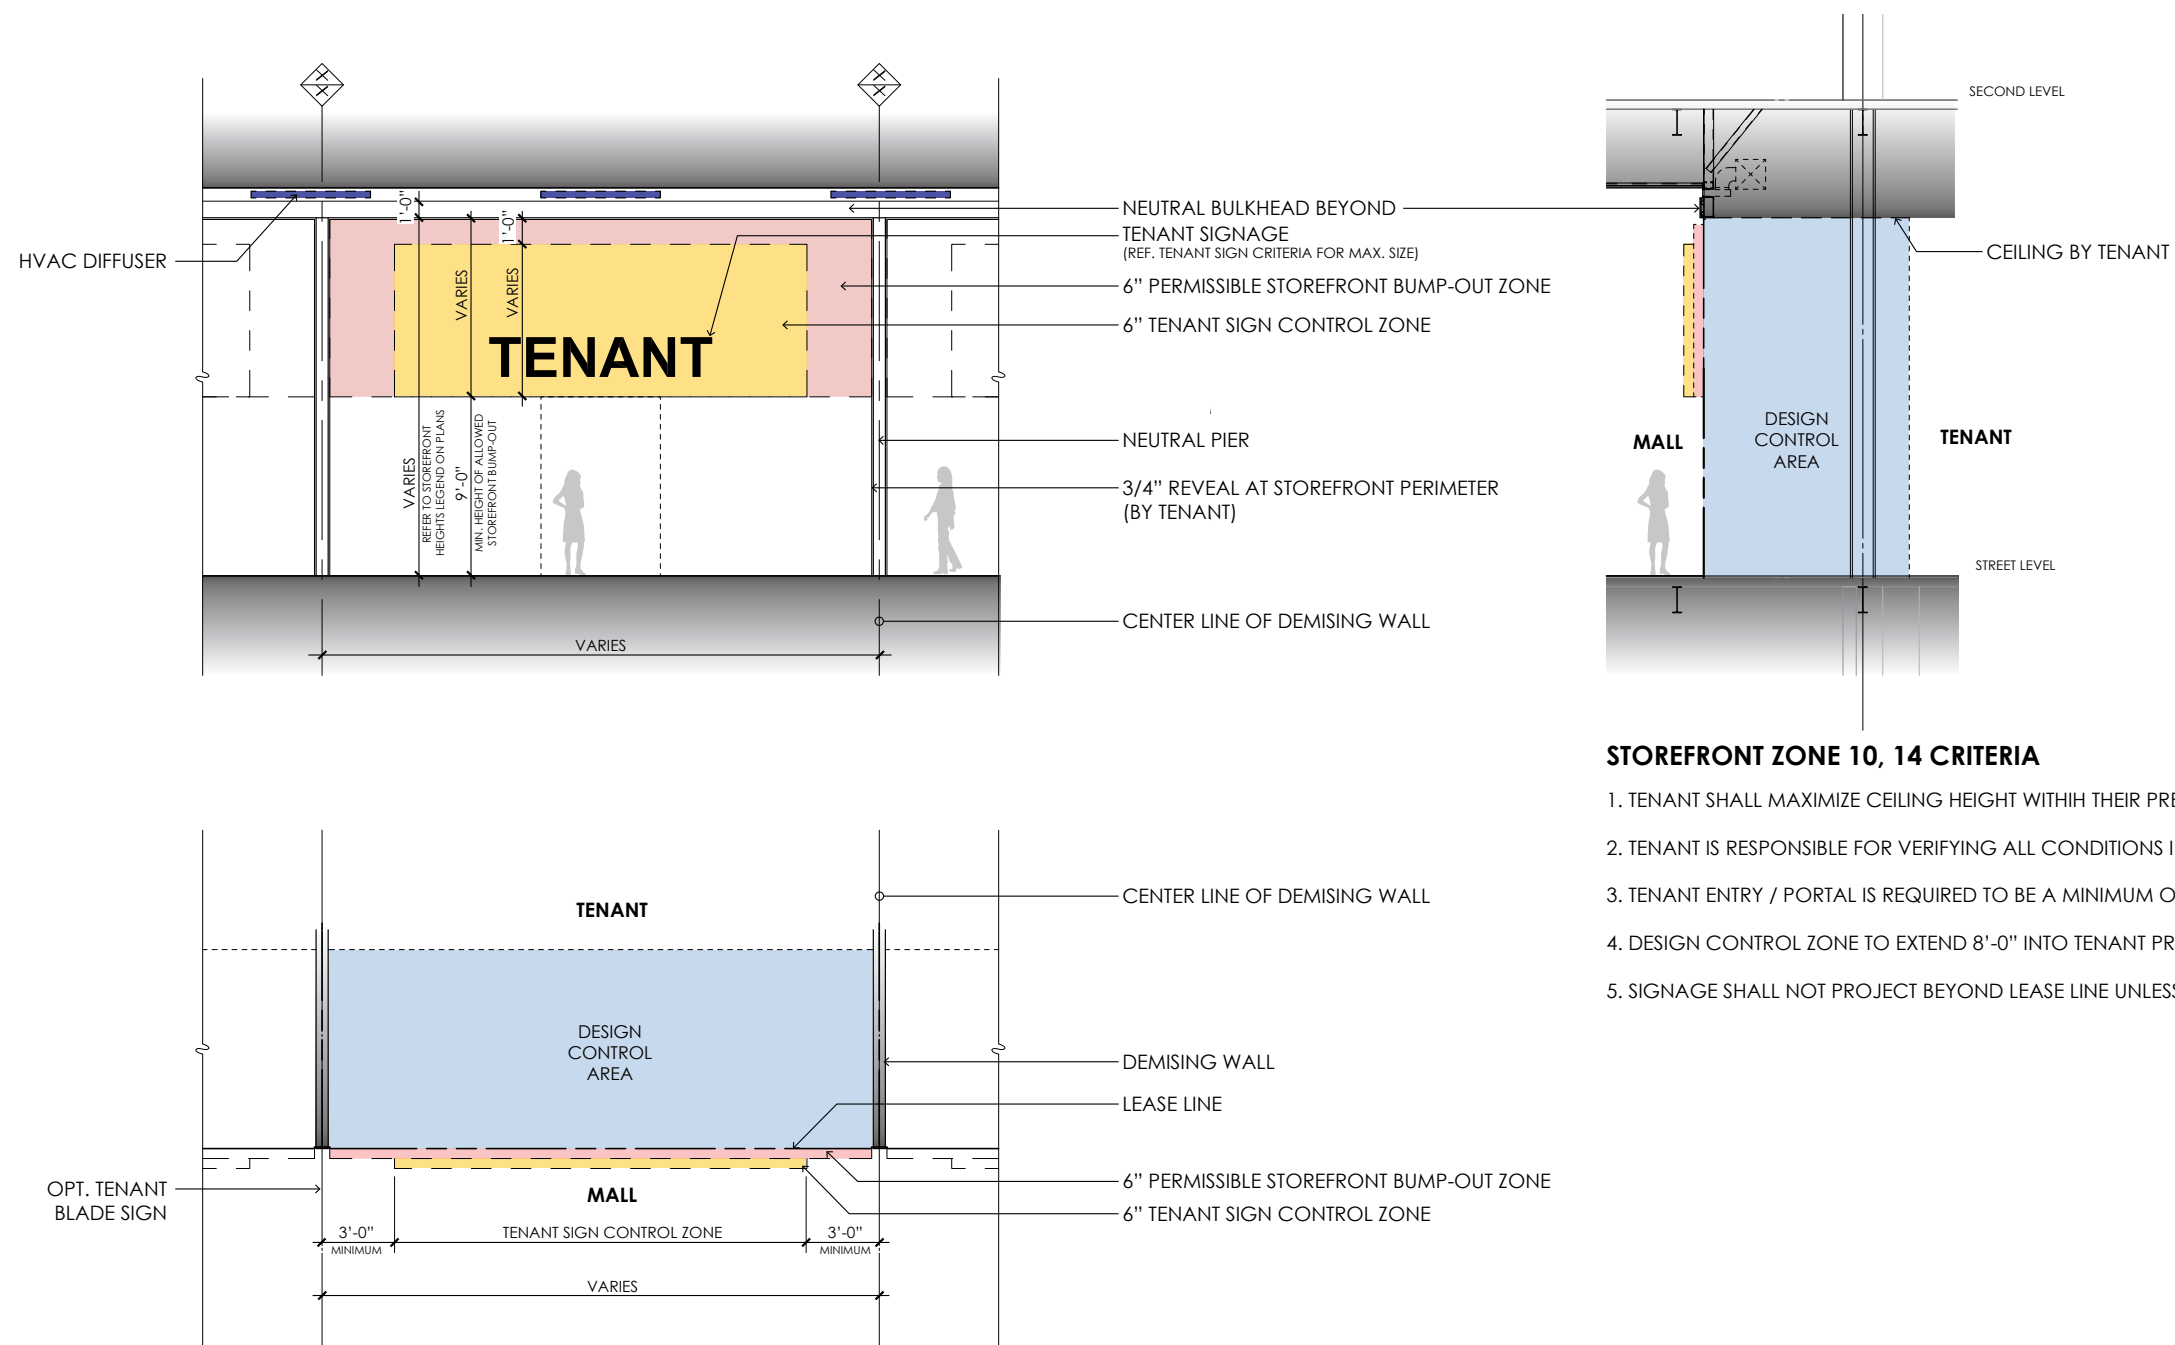 X
X
X
X
SECOND LEVEL
1'-0"
1'-0"
NEUTRAL BULKHEAD BEYOND
TENANT SIGNAGE
(REF. TENANT SIGN CRITERIA FOR MAX. SIZE)
HVAC DIFFUSER
CEILING BY TENANT
6” PERMISSIBLE STOREFRONT BUMP-OUT ZONE
VARIES
VARIES
6” TENANT SIGN CONTROL ZONE
TENANT
DESIGN
CONTROL
AREA
MALL
TENANT
NEUTRAL PIER
VARIES
REFER TO STOREFRONT
HEIGHTS LEGEND ON PLANS
9'-0"
MIN. HEIGHT OF ALLOWED
STOREFRONT BUMP-OUT
3/4” REVEAL AT STOREFRONT PERIMETER
(BY TENANT)
STREET LEVEL
CENTER LINE OF DEMISING WALL
VARIES
STOREFRONT ZONE 10, 14 CRITERIA
1. TENANT SHALL MAXIMIZE CEILING HEIGHT WITHIH THEIR PRE
2. TENANT IS RESPONSIBLE FOR VERIFYING ALL CONDITIONS I
3. TENANT ENTRY / PORTAL IS REQUIRED TO BE A MINIMUM O
4. DESIGN CONTROL ZONE TO EXTEND 8’-0” INTO TENANT PR
5. SIGNAGE SHALL NOT PROJECT BEYOND LEASE LINE UNLESS
TENANT
CENTER LINE OF DEMISING WALL
DESIGN
CONTROL
AREA
DEMISING WALL
LEASE LINE
6” PERMISSIBLE STOREFRONT BUMP-OUT ZONE
OPT. TENANT
BLADE SIGN
MALL
6” TENANT SIGN CONTROL ZONE
3’-0”
MINIMUM
TENANT SIGN CONTROL ZONE
3’-0”
MINIMUM
VARIES